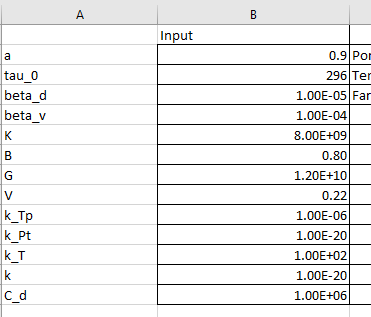 A B
Input
a 0.9 Por
tau_0 296 Ter
beta_d 1.00E-05 Far
beta_v 1.00E-04
K 8.00E+09
B 0.80
G 1.20E+10
V 0.22
k_Tp 1.00E-06
k_Pt 1.00E-20
k_T 1.00E+02
k 1.00E-20
C_d 1.00E+06